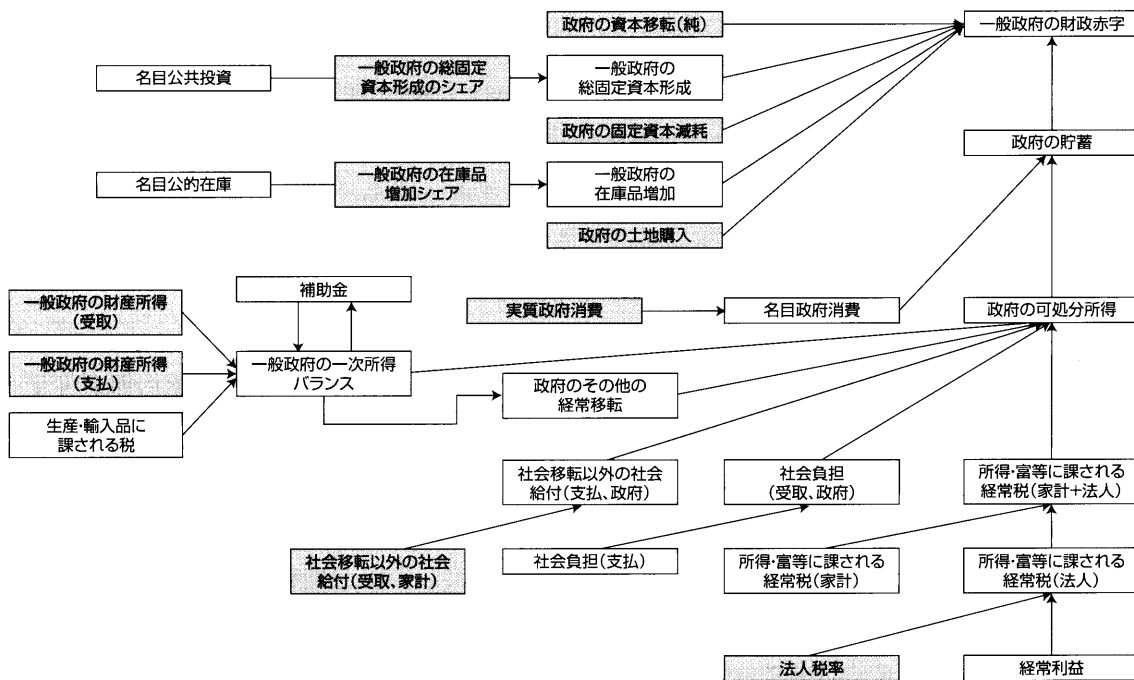 政府の資本移転(純)
一般政府の財政赤字
名目公共投資
一般政府の総固定
資本形成のシェア
一般政府の
総固定資本形成
政府の固定資本減耗
政府の貯蓄
名目公的在庫
一般政府の在庫品
増加シェア
一般政府の
在庫品増加
政府の土地購入
一般政府の財産所得
(受取)
補助金
実質政府消費
名目政府消費
政府の可処分所得
一般政府の財産所得
(支払)
一般政府の一次所得
バランス
政府のその他の
経常移転
生産・輸入品に
課される税
社会移転以外の社会
給付(支払、政府)
社会負担
(受取、政府)
所得・富等に課される
経常税(家計+法人)
社会移転以外の社会
給付(受取、家計)
社会負担(支払)
所得・富等に課される
経常税(家計)
所得・富等に課される
経常税(法人)
法人税率
経常利益